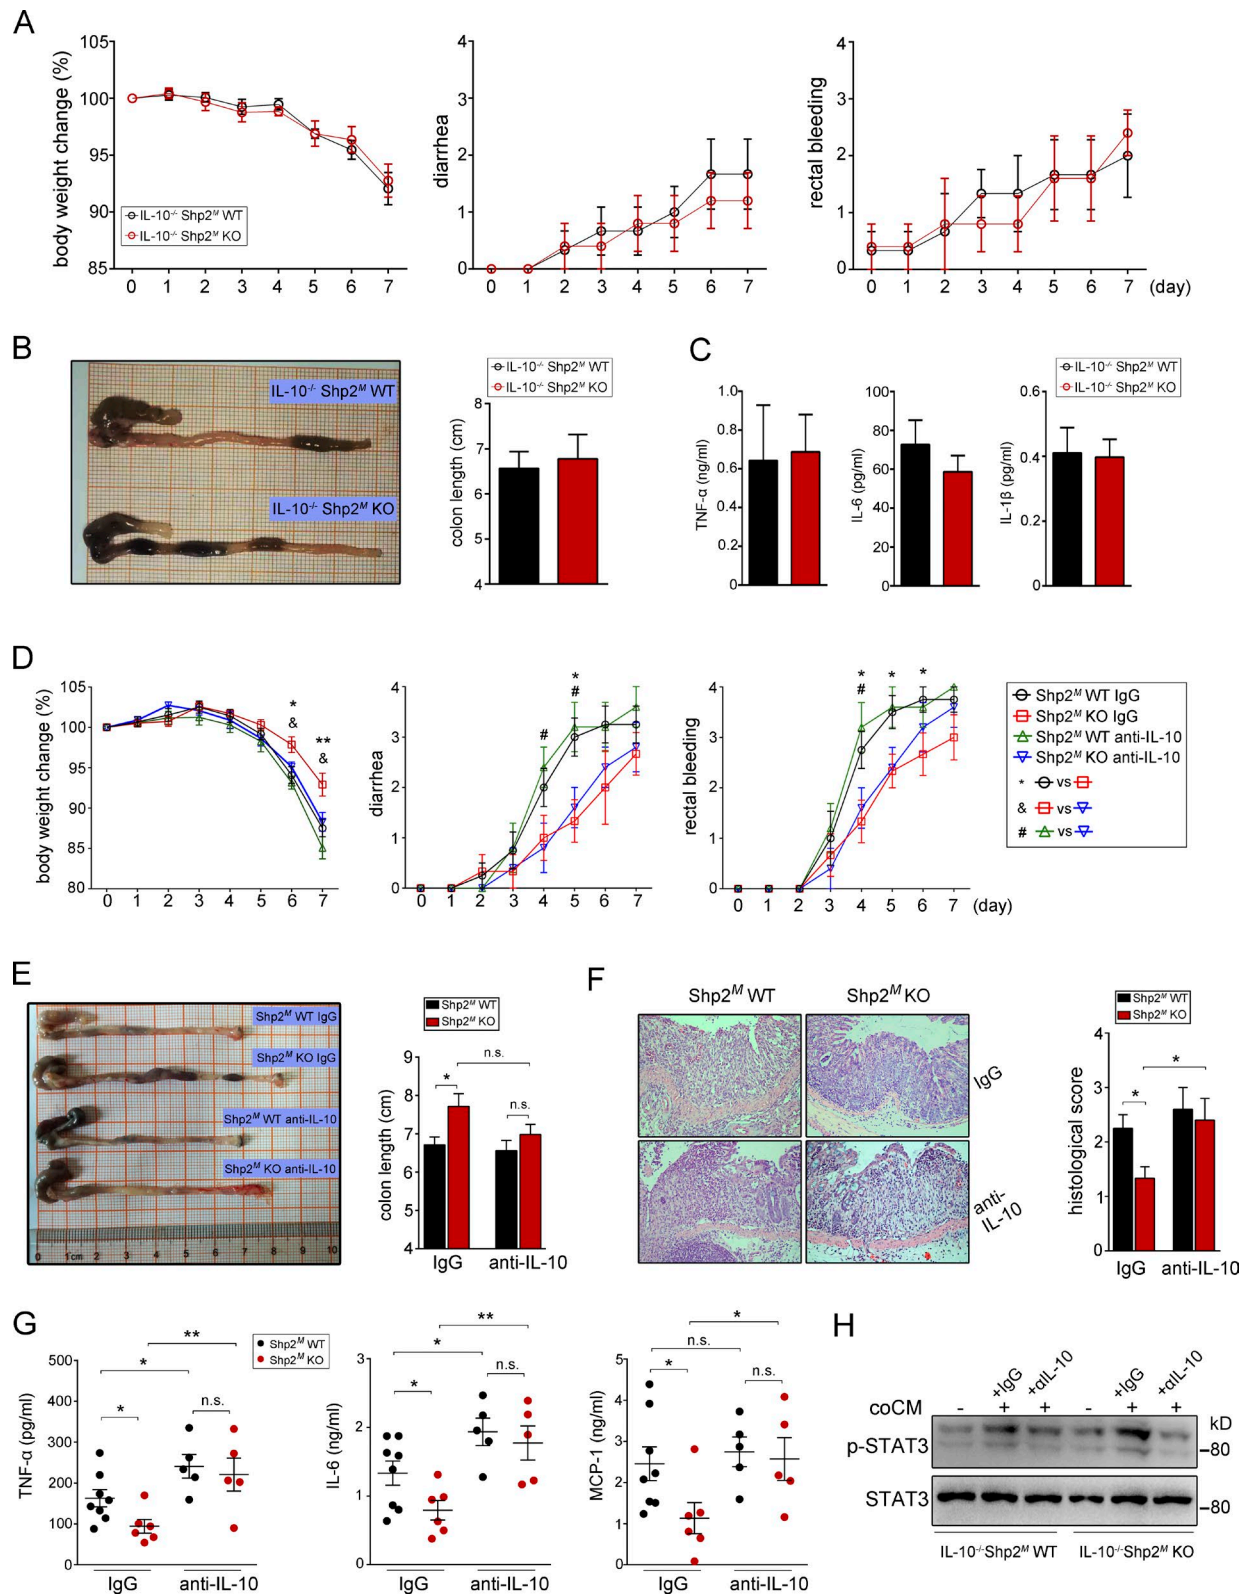 A
body weight change (%)
105
100
95
90
85
IL-10-/- Shp2M WT
IL-10-/- Shp2M KO
0 1 2 3 4 5 6 7
diarrhea
4
3
2
1
0
0 1 2 3 4 5 6 7
rectal bleeding
4
3
2
1
0
0 1 2 3 4 5 6 7 (day)
B
IL-10-/- Shp2M WT
IL-10-/- Shp2M KO
IL-10-/- Shp2M WT
IL-10-/- Shp2M KO
colon length (cm)
8
7
6
5
4
C
IL-10-/- Shp2M WT
IL-10-/- Shp2M KO
TNF-α (ng/ml)
1.0
0.8
0.6
0.4
0.2
0.0
IL-6 (pg/ml)
100
80
60
40
20
0
IL-1β (pg/ml)
0.6
0.4
0.2
0
D
body weight change (%)
105
100
95
90
85
80
* & ** &
0 1 2 3 4 5 6 7
diarrhea
4
3
2
1
0
# * #
0 1 2 3 4 5 6 7
rectal bleeding
4
3
2
1
0
* # * *
0 1 2 3 4 5 6 7 (day)
Shp2M WT IgG
Shp2M KO IgG
Shp2M WT anti-IL-10
Shp2M KO anti-IL-10
* vs
& vs
# vs
E
Shp2M WT IgG
Shp2M KO IgG
Shp2M WT anti-IL-10
Shp2M KO anti-IL-10
0 1cm 2 3 4 5 6 7 8 9 10
Shp2M WT
Shp2M KO
colon length (cm)
9
8
7
6
5
4
n.s.
* n.s.
IgG anti-IL-10
F
Shp2M WT Shp2M KO
IgG
anti-IL-10
Shp2M WT
Shp2M KO
histological score
4
3
2
1
0
*
*
IgG anti-IL-10
G
TNF-α (pg/ml)
500
400
300
200
100
0
**
*
* n.s.
Shp2M WT
Shp2M KO
IgG anti-IL-10
IL-6 (ng/ml)
3
2
1
0
**
*
* n.s.
IgG anti-IL-10
MCP-1 (ng/ml)
5
4
3
2
1
0
*
n.s.
* n.s.
IgG anti-IL-10
H
+IgG +αIL-10 +IgG +αIL-10
coCM - + + - + +
kD
p-STAT3 –80
STAT3 –80
IL-10-/-Shp2M WT IL-10-/-Shp2M KO